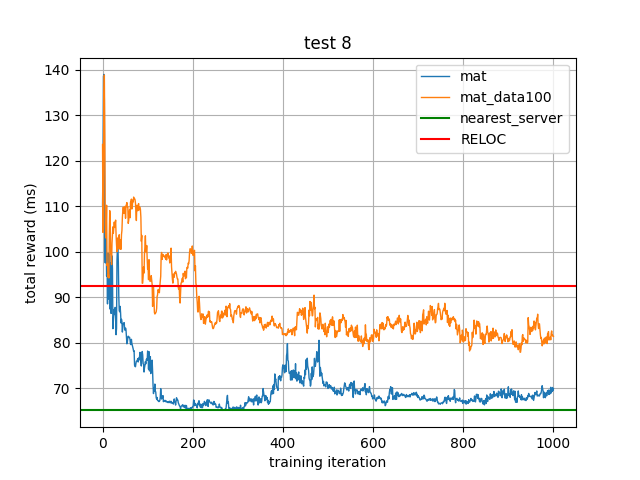 test 8
140
130
120
110
100
90
80
70
total reward (ms)
mat
mat_data100
nearest_server
RELOC
0
200
400
600
800
1000
training iteration